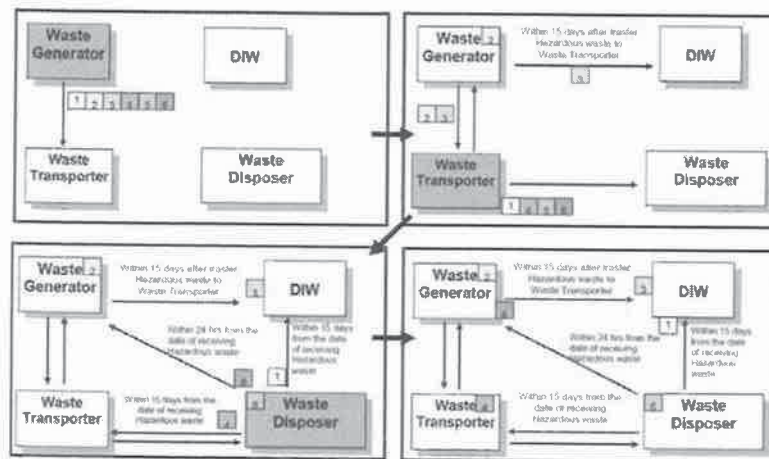 Waste
Generator
DIW
1 2 3 4 5 6
Waste
Transporter
Waste
Disposer
Waste
Generator
2
Within 15 days after trasfer
Hazardous waste to
Waste Transporter
3
DIW
2 3
Waste
Transporter
1 4 5 6
Waste
Disposer
Waste
Generator
2
Within 15 days after trasfer
Hazardous waste to
Waste Transporter
3
DIW
Within 24 hrs from the
date of receiving
Hazardous waste
Within 15 days
from the date
of receiving
Hazardous
waste
6
1
Waste
Transporter
Within 15 days from the
date of receiving
Hazardous waste
4
5
Waste
Disposer
Waste
Generator
2
6
Within 15 days after trasfer
Hazardous waste to
Waste Transporter
3
DIW
1
Within 24 hrs from the
date of receiving
Hazardous waste
Within 15 days
from the date
of receiving
Hazardous
waste
Waste
Transporter
4
Within 15 days from the
date of receiving
Hazardous waste
5
Waste
Disposer